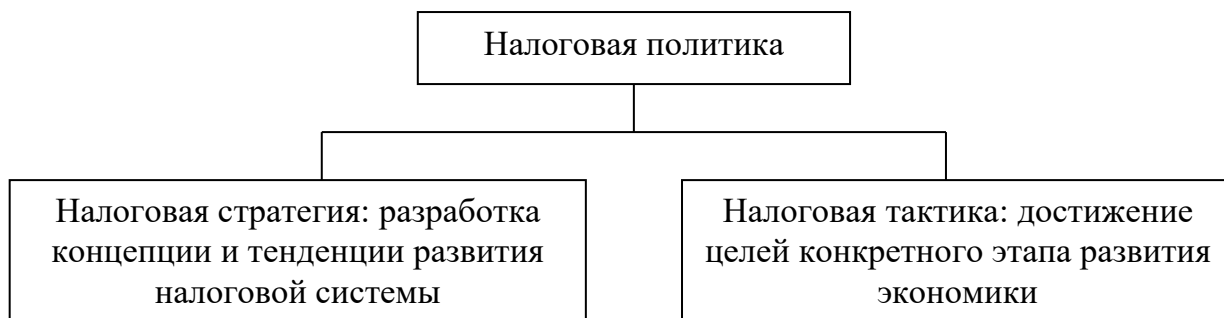 Налоговая политика
Налоговая стратегия: разработка
концепции и тенденции развития
налоговой системы
Налоговая тактика: достижение
целей конкретного этапа развития
экономики